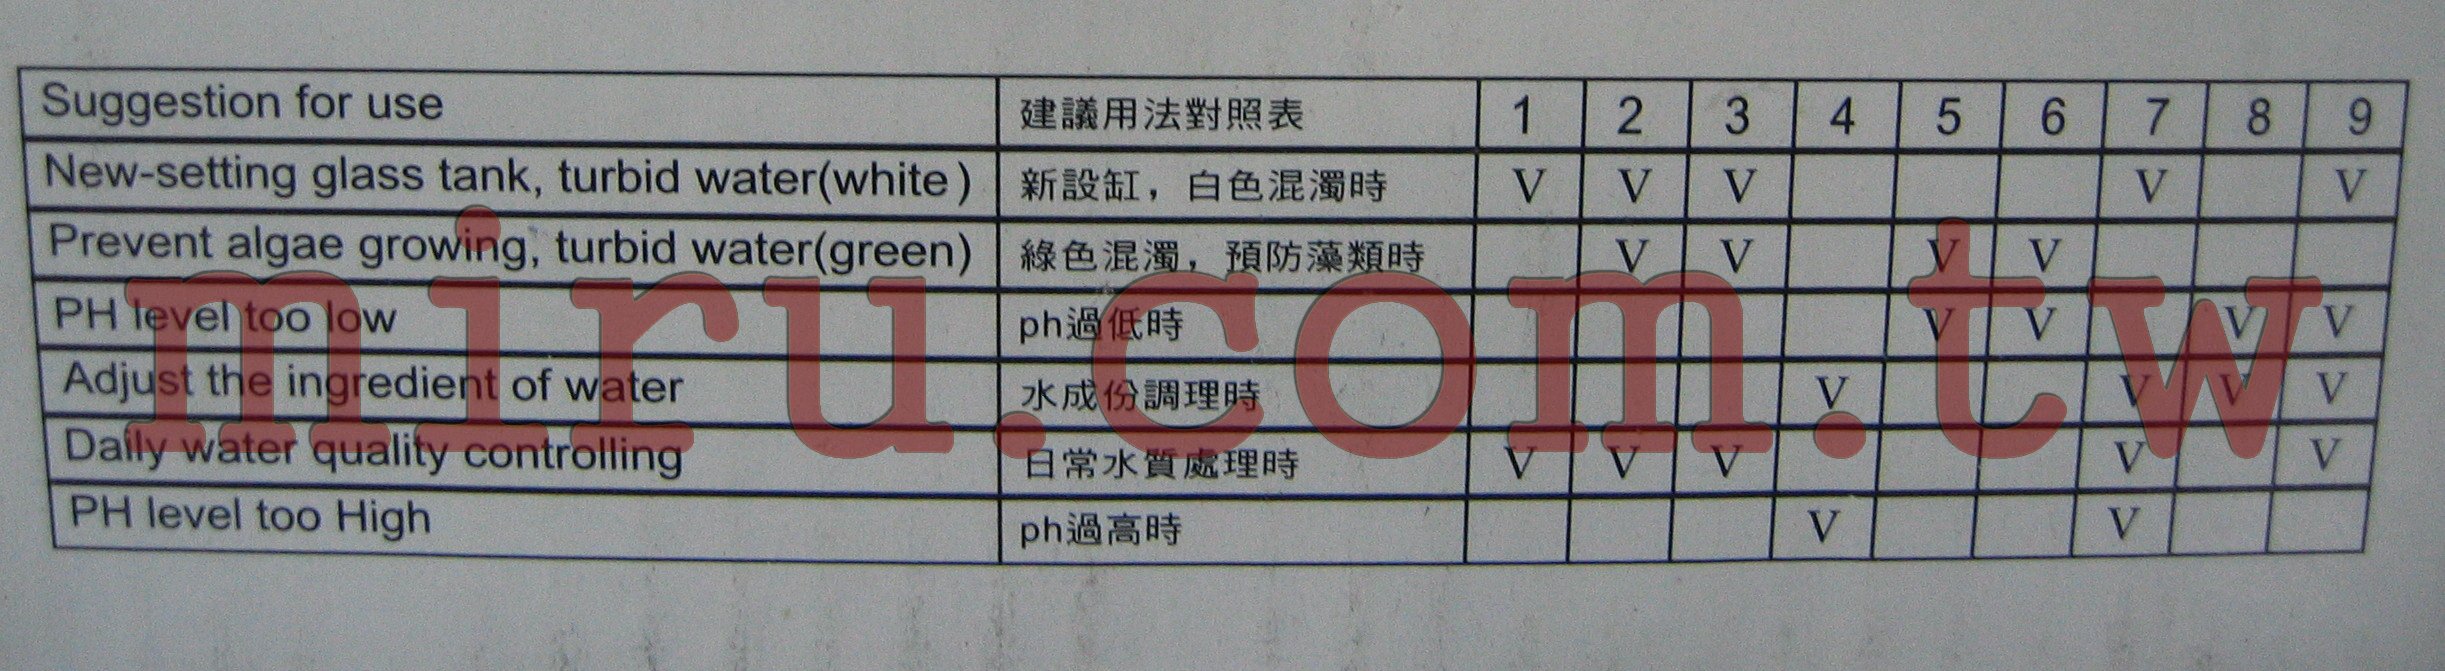 Suggestion for use 建議用法對照表 1 2 3 4 5 6 7 8 9
New-setting glass tank, turbid water(white) 新設缸，白色混濁時 V V V V V
Prevent algae growing, turbid water(green) 綠色混濁，預防藻類時 V V V V
PH level too low ph過低時 V V V V
Adjust the ingredient of water 水成份調理時 V V V V
Daily water quality controlling 日常水質處理時 V V V V V
PH level too High ph過高時 V V
miru.com.tw